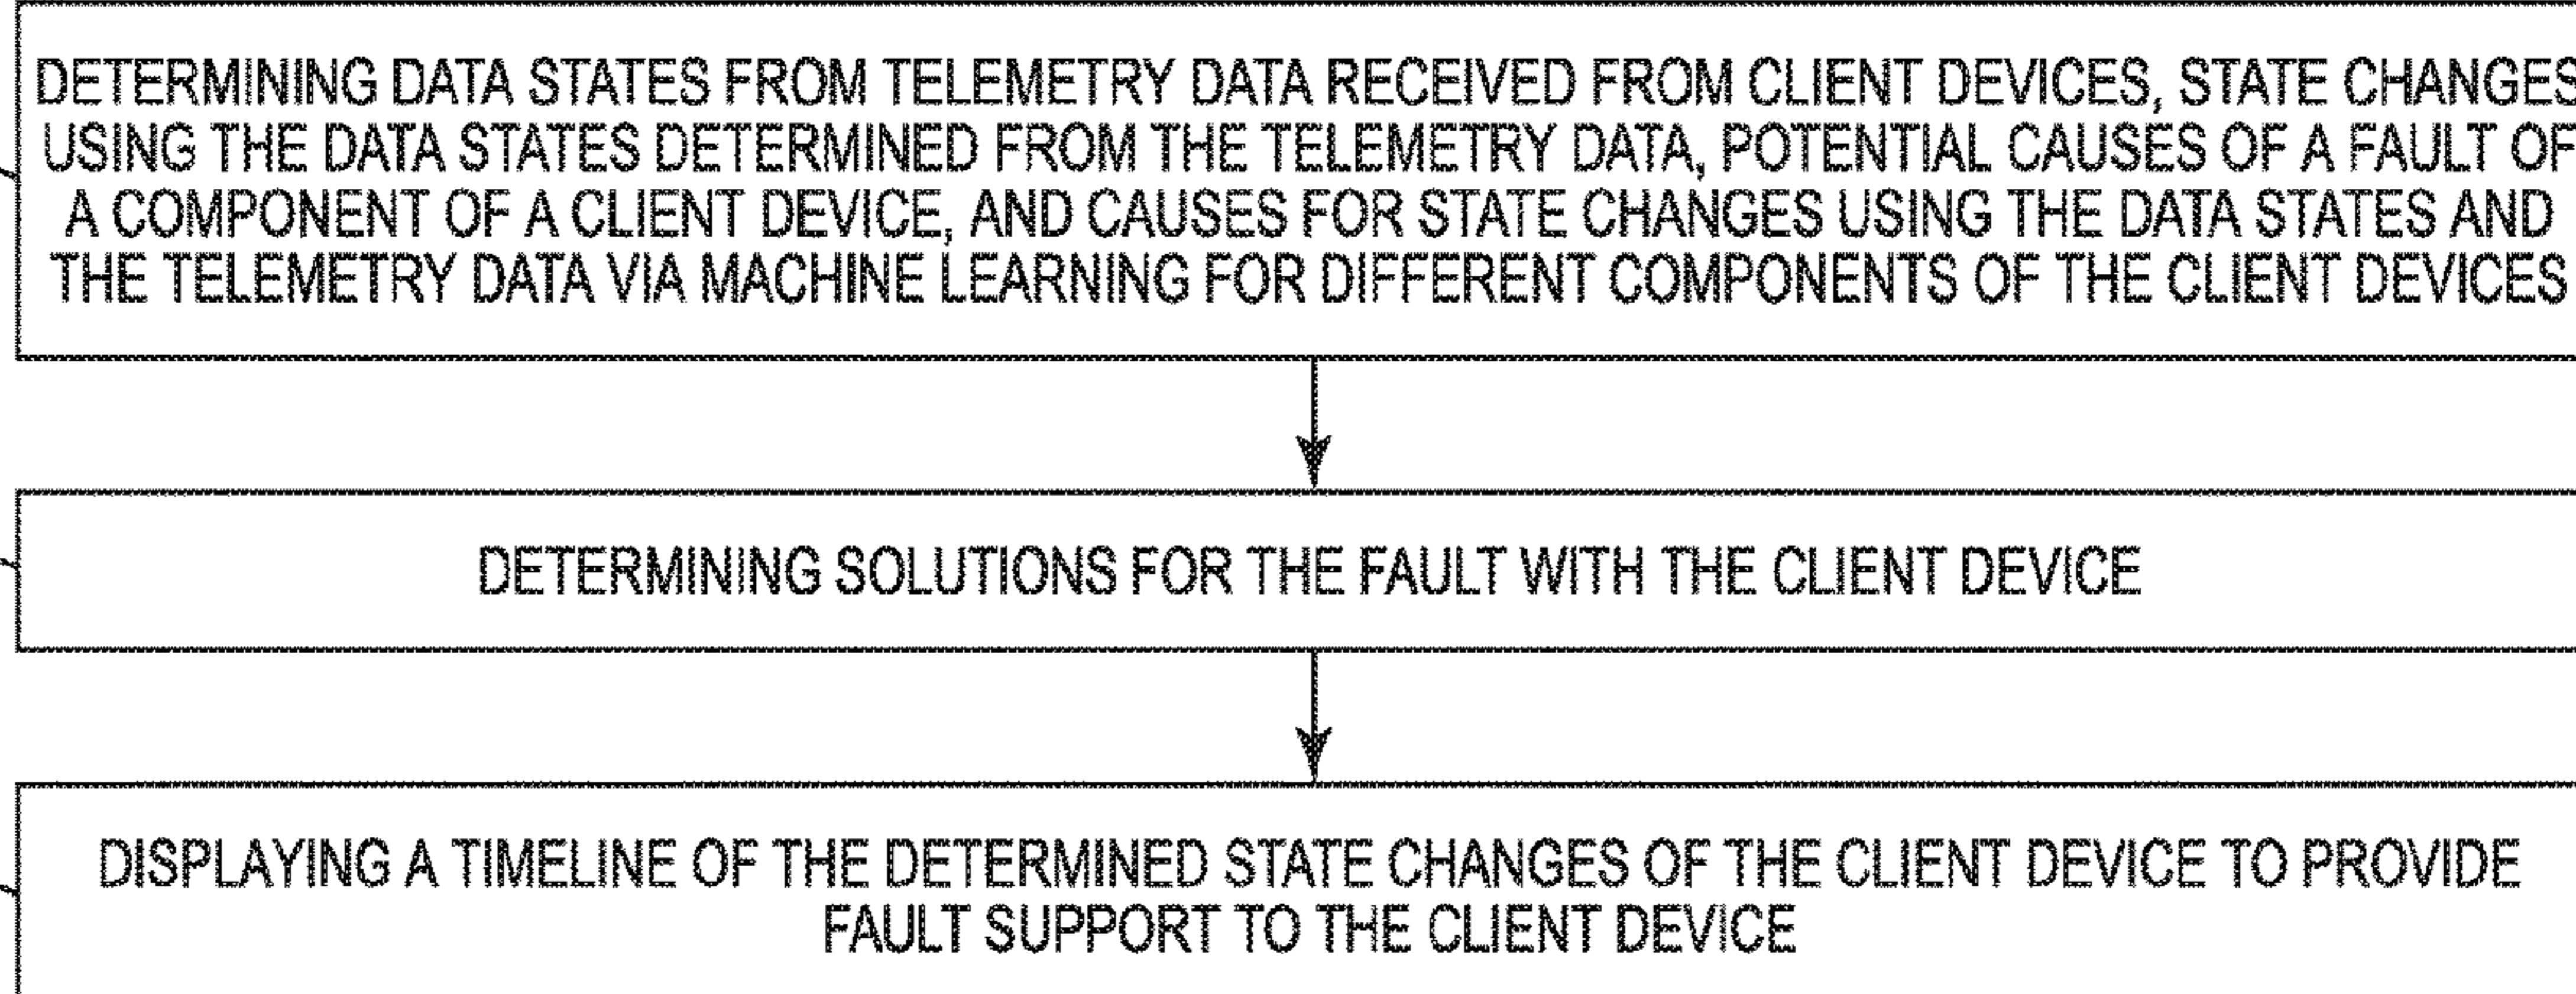 DETERMINING DATA STATES FROM TELEMETRY DATA RECEIVED FROM CLIENT DEVICES, STATE CHANGES
USING THE DATA STATES DETERMINED FROM THE TELEMETRY DATA, POTENTIAL CAUSES OF A FAULT OF
A COMPONENT OF A CLIENT DEVICE, AND CAUSES FOR STATE CHANGES USING THE DATA STATES AND
THE TELEMETRY DATA VIA MACHINE LEARNING FOR DIFFERENT COMPONENTS OF THE CLIENT DEVICES
DETERMINING SOLUTIONS FOR THE FAULT WITH THE CLIENT DEVICE
DISPLAYING A TIMELINE OF THE DETERMINED STATE CHANGES OF THE CLIENT DEVICE TO PROVIDE
FAULT SUPPORT TO THE CLIENT DEVICE